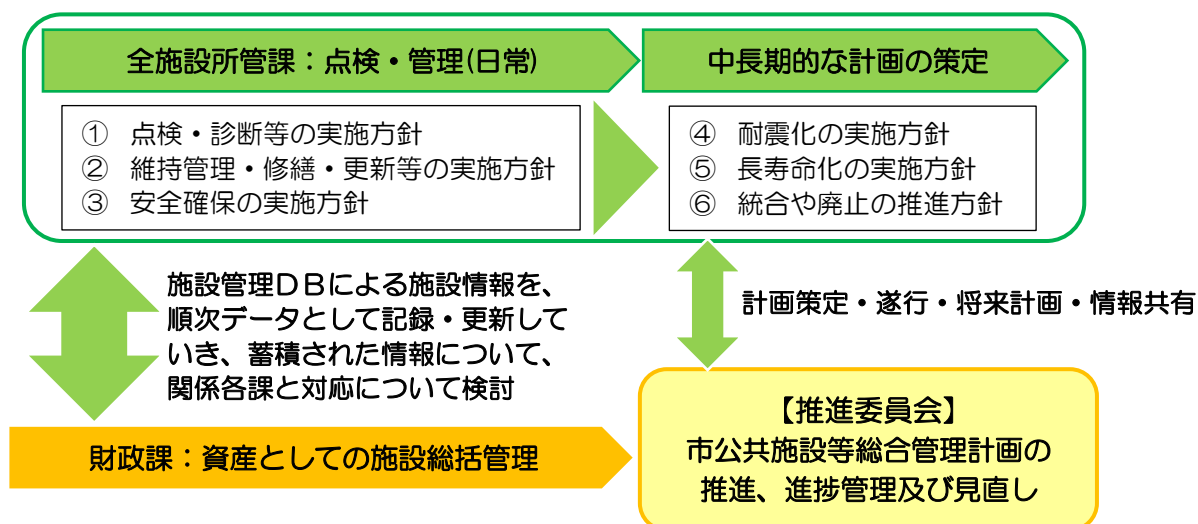 全施設所管課：点検・管理(日常)
中長期的な計画の策定
① 点検・診断等の実施方針
② 維持管理・修繕・更新等の実施方針
③ 安全確保の実施方針
④ 耐震化の実施方針
⑤ 長寿命化の実施方針
⑥ 統合や廃止の推進方針
施設管理ＤＢによる施設情報を、
順次データとして記録・更新して
いき、蓄積された情報について、
関係各課と対応について検討
計画策定・遂行・将来計画・情報共有
財政課：資産としての施設総括管理
【推進委員会】
市公共施設等総合管理計画の
推進、進捗管理及び見直し